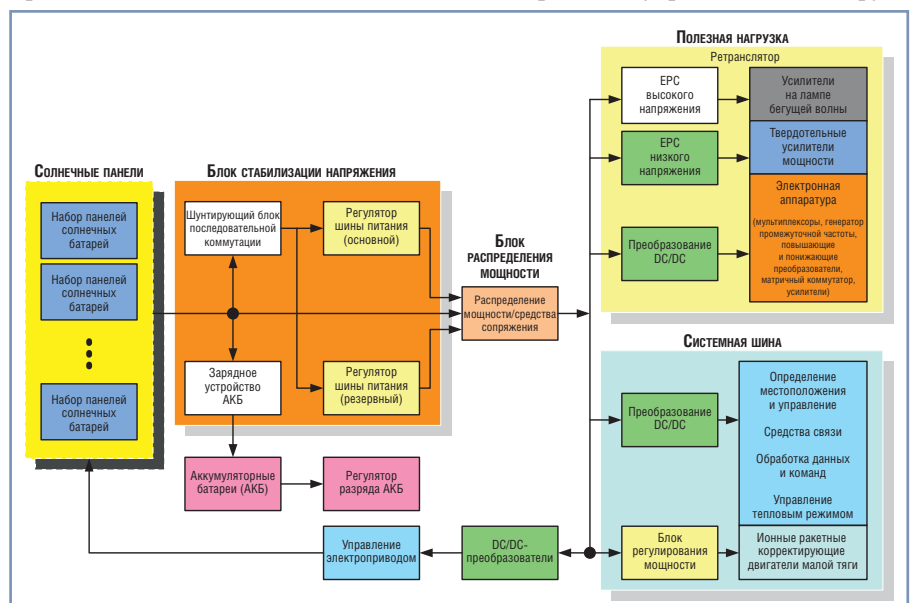 Полезная нагрузка
Ретранслятор
ЕРС
высокого
напряжения
Усилители
на лампе
бегущей волны
ЕРС
низкого
напряжения
Твердотельные
усилители
мощности
Преобразование
DC/DC
Электронная
аппаратура
(мультиплексоры, генератор
промежуточной частоты,
повышающие
и понижающие
преобразователи,
матричный коммутатор,
усилители)
Солнечные панели
Набор панелей
солнечных
батарей
Набор панелей
солнечных
батарей
Набор панелей
солнечных
батарей
Блок стабилизации напряжения
Шунтирующий блок
последовательной
коммутации
Регулятор
шины питания
(основной)
Зарядное
устройство
АКБ
Регулятор
шины питания
(резервный)
Блок
распределения
мощности
Распределение
мощности/средства
сопряжения
Аккумуляторные
батареи (АКБ)
Регулятор
разряда АКБ
Управление
электроприводом
DC/DC-
преобразователи
Системная шина
Преобразование
DC/DC
Определение
местоположения
и управление
Средства связи
Обработка данных
и команд
Управление
тепловым режимом
Блок
регулирования
мощности
Ионные ракетные
корректирующие
двигатели малой тяги